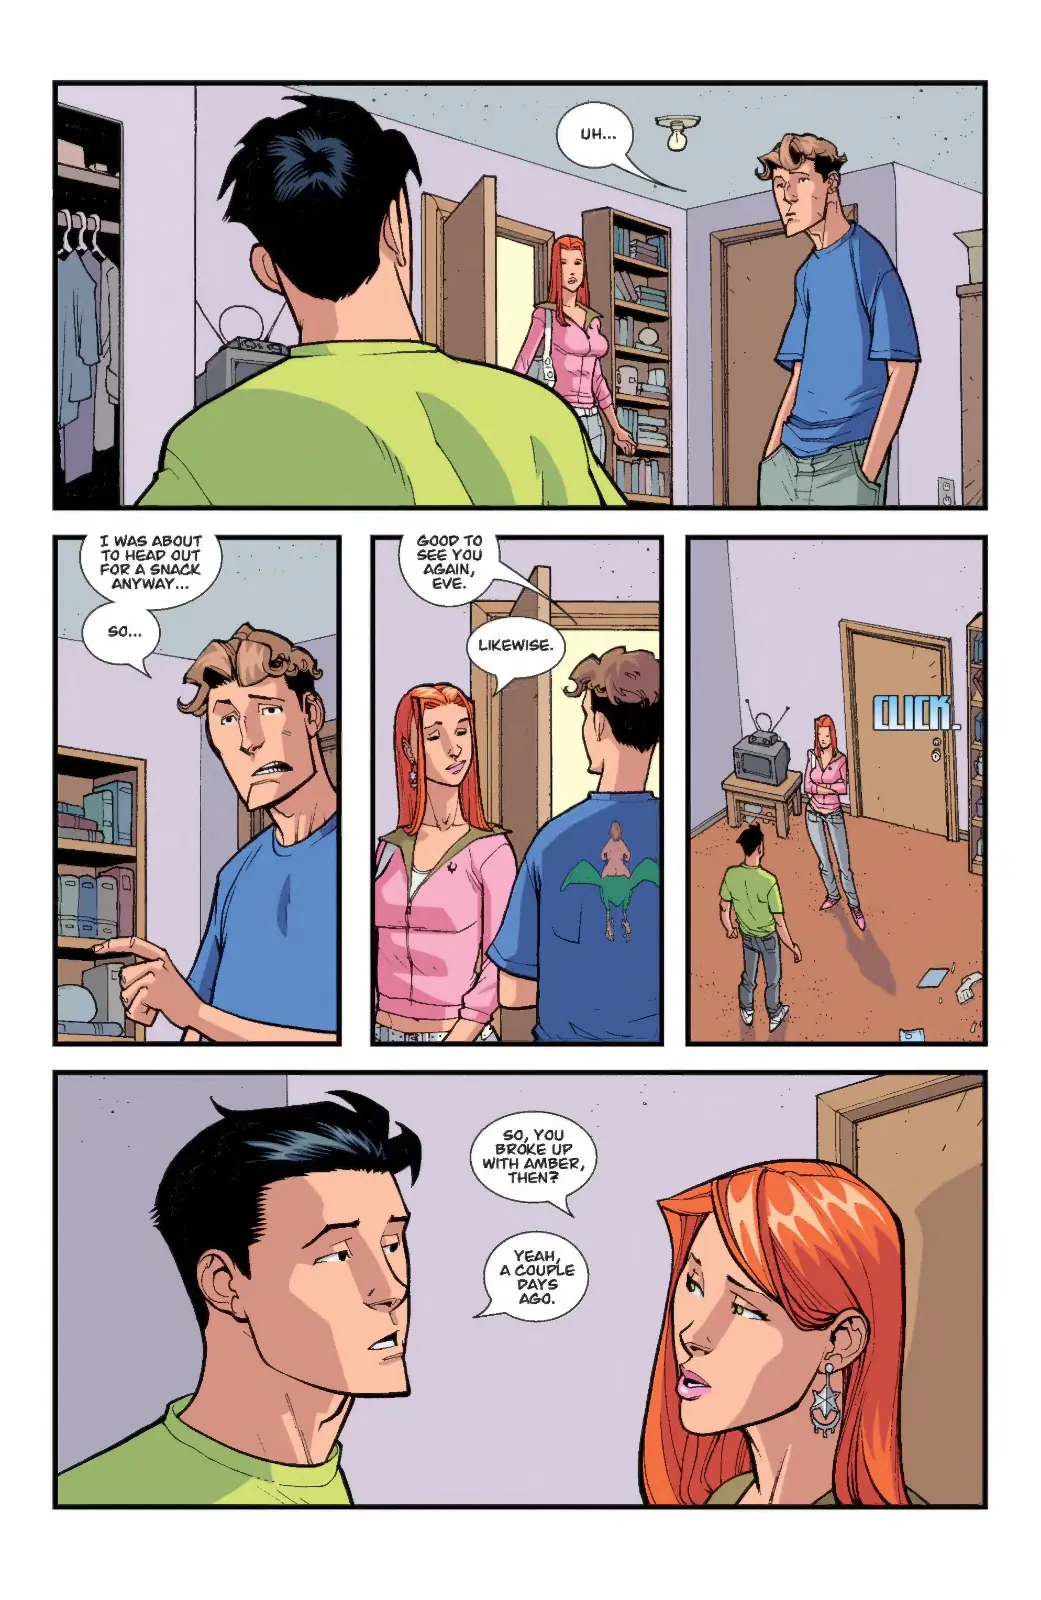 UH...
I WAS ABOUT
TO HEAD OUT
FOR A SNACK
ANYWAY...
SO...
GOOD TO
SEE YOU
AGAIN,
EVE.
LIKEWISE.
CLICK.
SO, YOU
BROKE UP
WITH AMBER,
THEN?
YEAH,
A COUPLE
DAYS
AGO.